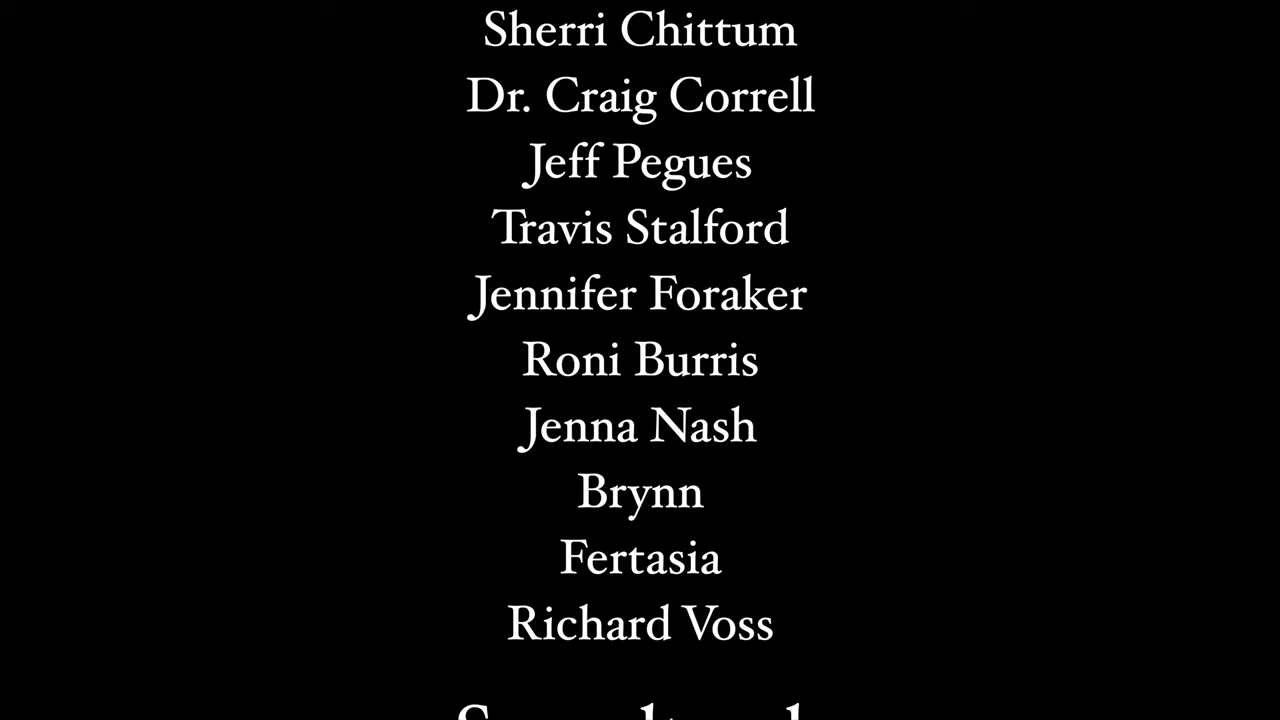 Sherri Chittum
Dr. Craig Correll
Jeff Pegues
Travis Stalford
Jennifer Foraker
Roni Burris
Jenna Nash
Brynn
Fertasia
Richard Voss